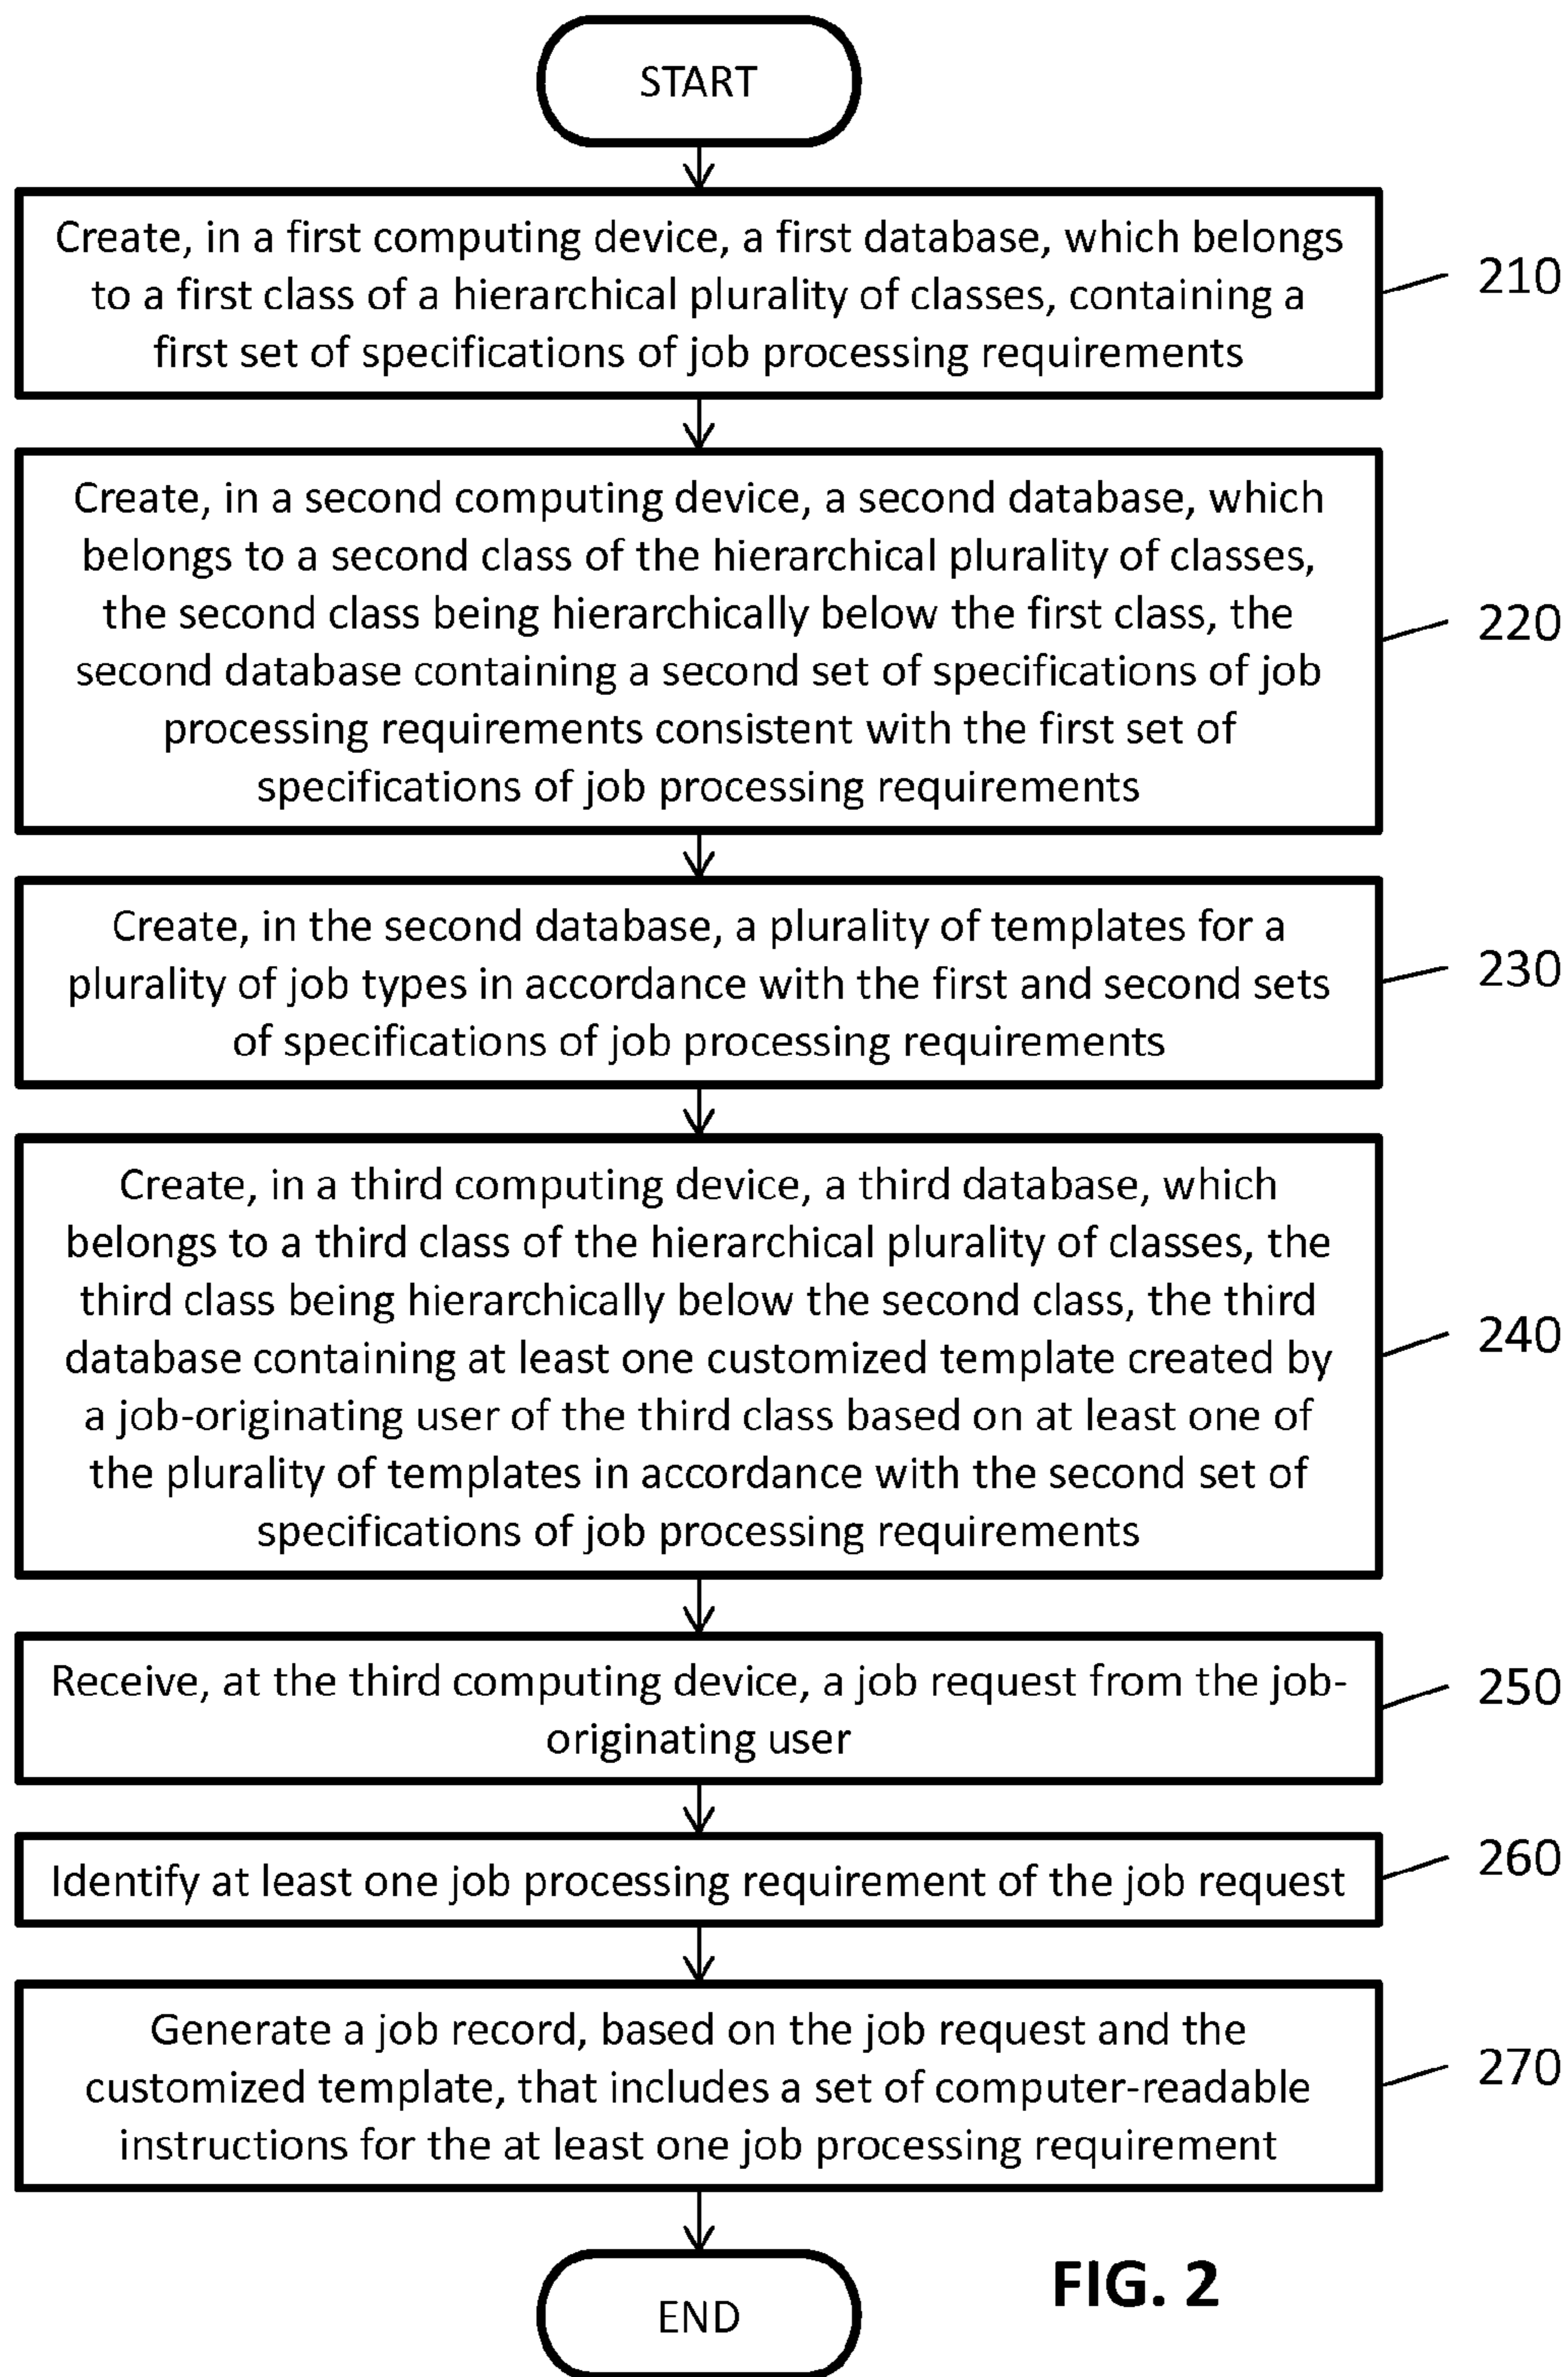 START
Create, in a first computing device, a first database, which belongs
to a first class of a hierarchical plurality of classes, containing a
first set of specifications of job processing requirements
210
Create, in a second computing device, a second database, which
belongs to a second class of the hierarchical plurality of classes,
the second class being hierarchically below the first class, the
second database containing a second set of specifications of job
processing requirements consistent with the first set of
specifications of job processing requirements
220
Create, in the second database, a plurality of templates for a
plurality of job types in accordance with the first and second sets
of specifications of job processing requirements
230
Create, in a third computing device, a third database, which
belongs to a third class of the hierarchical plurality of classes, the
third class being hierarchically below the second class, the third
database containing at least one customized template created by
a job-originating user of the third class based on at least one of
the plurality of templates in accordance with the second set of
specifications of job processing requirements
240
Receive, at the third computing device, a job request from the job-
originating user
250
Identify at least one job processing requirement of the job request
260
Generate a job record, based on the job request and the
customized template, that includes a set of computer-readable
instructions for the at least one job processing requirement
270
END
FIG. 2